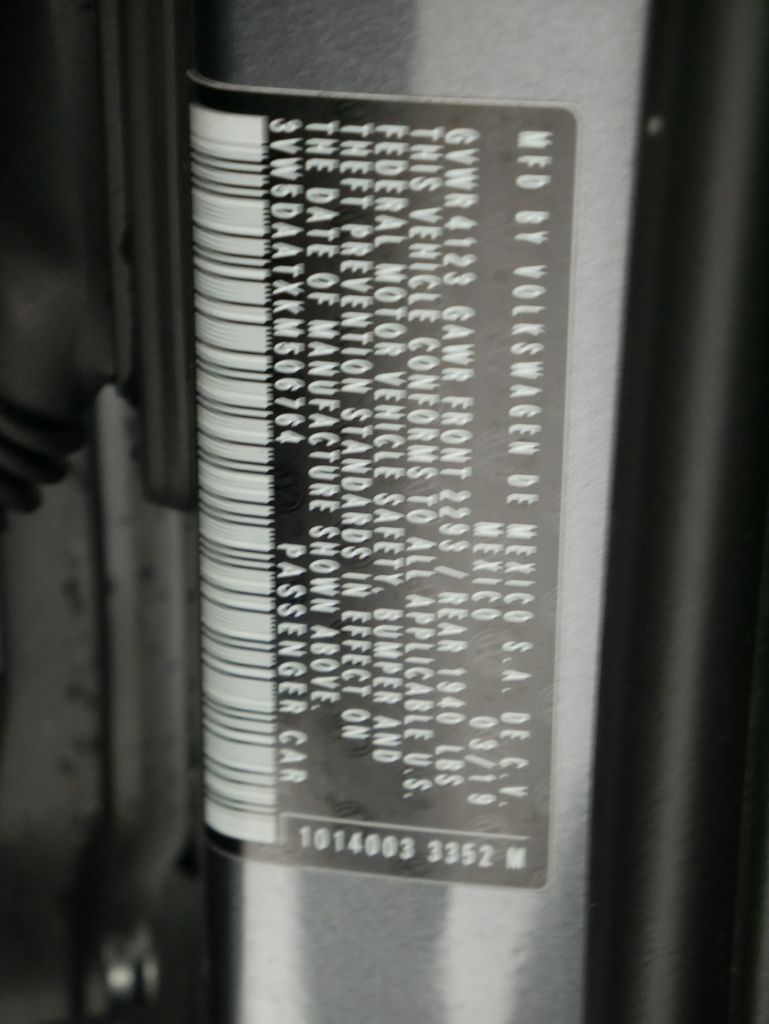 MFD BY VOLKSWAGEN DE MEXICO S.A. DE C.V.
MEXICO 03/19
GVWR 4123 GAWR FRONT 2293 / REAR 1940 LBS
THIS VEHICLE CONFORMS TO ALL APPLICABLE U.S.
FEDERAL MOTOR VEHICLE SAFETY, BUMPER AND
THEFT PREVENTION STANDARDS IN EFFECT ON
THE DATE OF MANUFACTURE SHOWN ABOVE.
PASSENGER CAR
1014003 3352 M